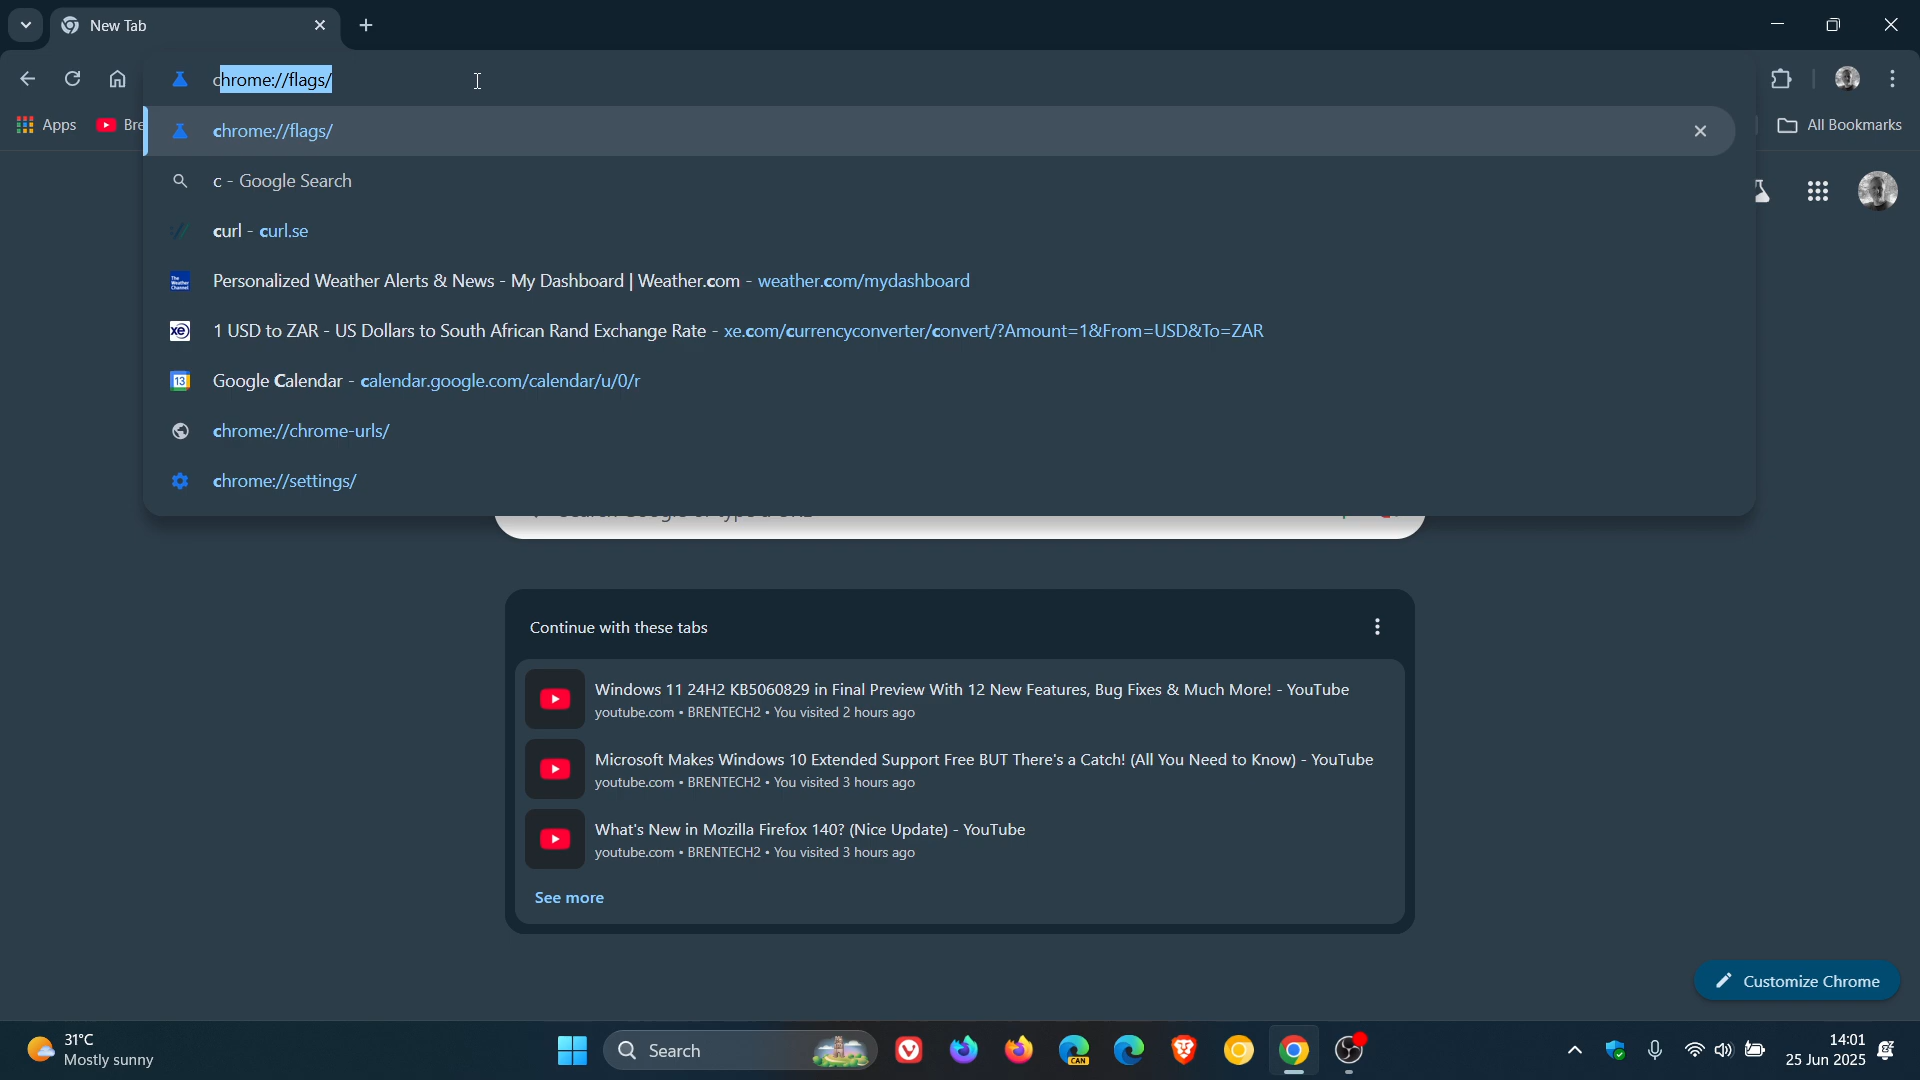 New Tab
chrome://flags/
Apps
Bre
All Bookmarks
chrome://flags/
c - Google Search
curl - curl.se
Personalized Weather Alerts & News - My Dashboard | Weather.com - weather.com/mydashboard
1 USD to ZAR - US Dollars to South African Rand Exchange Rate - xe.com/currencyconverter/convert/?Amount=1&From=USD&To=ZAR
Google Calendar - calendar.google.com/calendar/u/0/r
chrome://chrome-urls/
chrome://settings/
Continue with these tabs
Windows 11 24H2 KB5060829 in Final Preview With 12 New Features, Bug Fixes & Much More! - YouTube
youtube.com • BRENTECH2 • You visited 2 hours ago
Microsoft Makes Windows 10 Extended Support Free BUT There's a Catch! (All You Need to Know) - YouTube
youtube.com • BRENTECH2 • You visited 3 hours ago
What's New in Mozilla Firefox 140? (Nice Update) - YouTube
youtube.com • BRENTECH2 • You visited 3 hours ago
See more
Customize Chrome
31°C
Mostly sunny
Search
CAN
14:01
25 Jun 2025